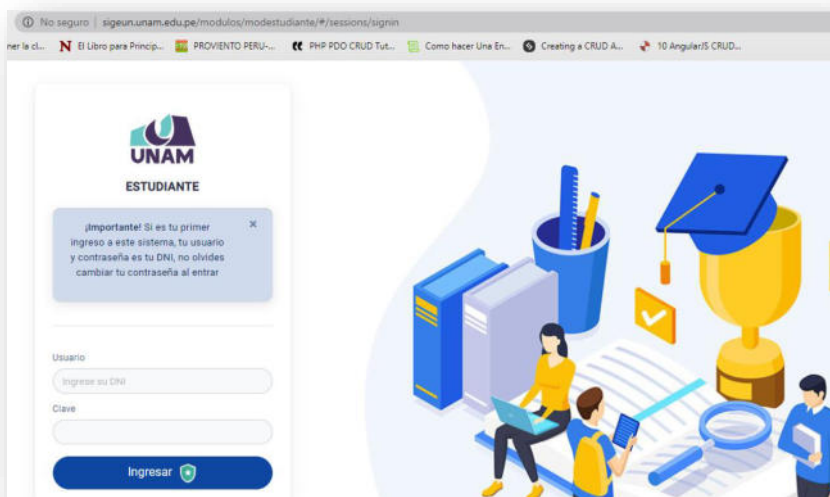 No seguro | sigeun.unam.edu.pe/modulos/modestudiante/#/sessions/signin
ner la cl... El Libro para Princip... PROVIENTO PERU-... PHP PDO CRUD Tut... Como hacer Una En... Creating a CRUD A... 10 AngularJS CRUD...
UNAM
ESTUDIANTE
¡Importante! Si es tu primer
ingreso a este sistema, tu usuario
y contraseña es tu DNI, no olvides
cambiar tu contraseña al entrar
Usuario
Ingrese su DNI
Clave
Ingresar